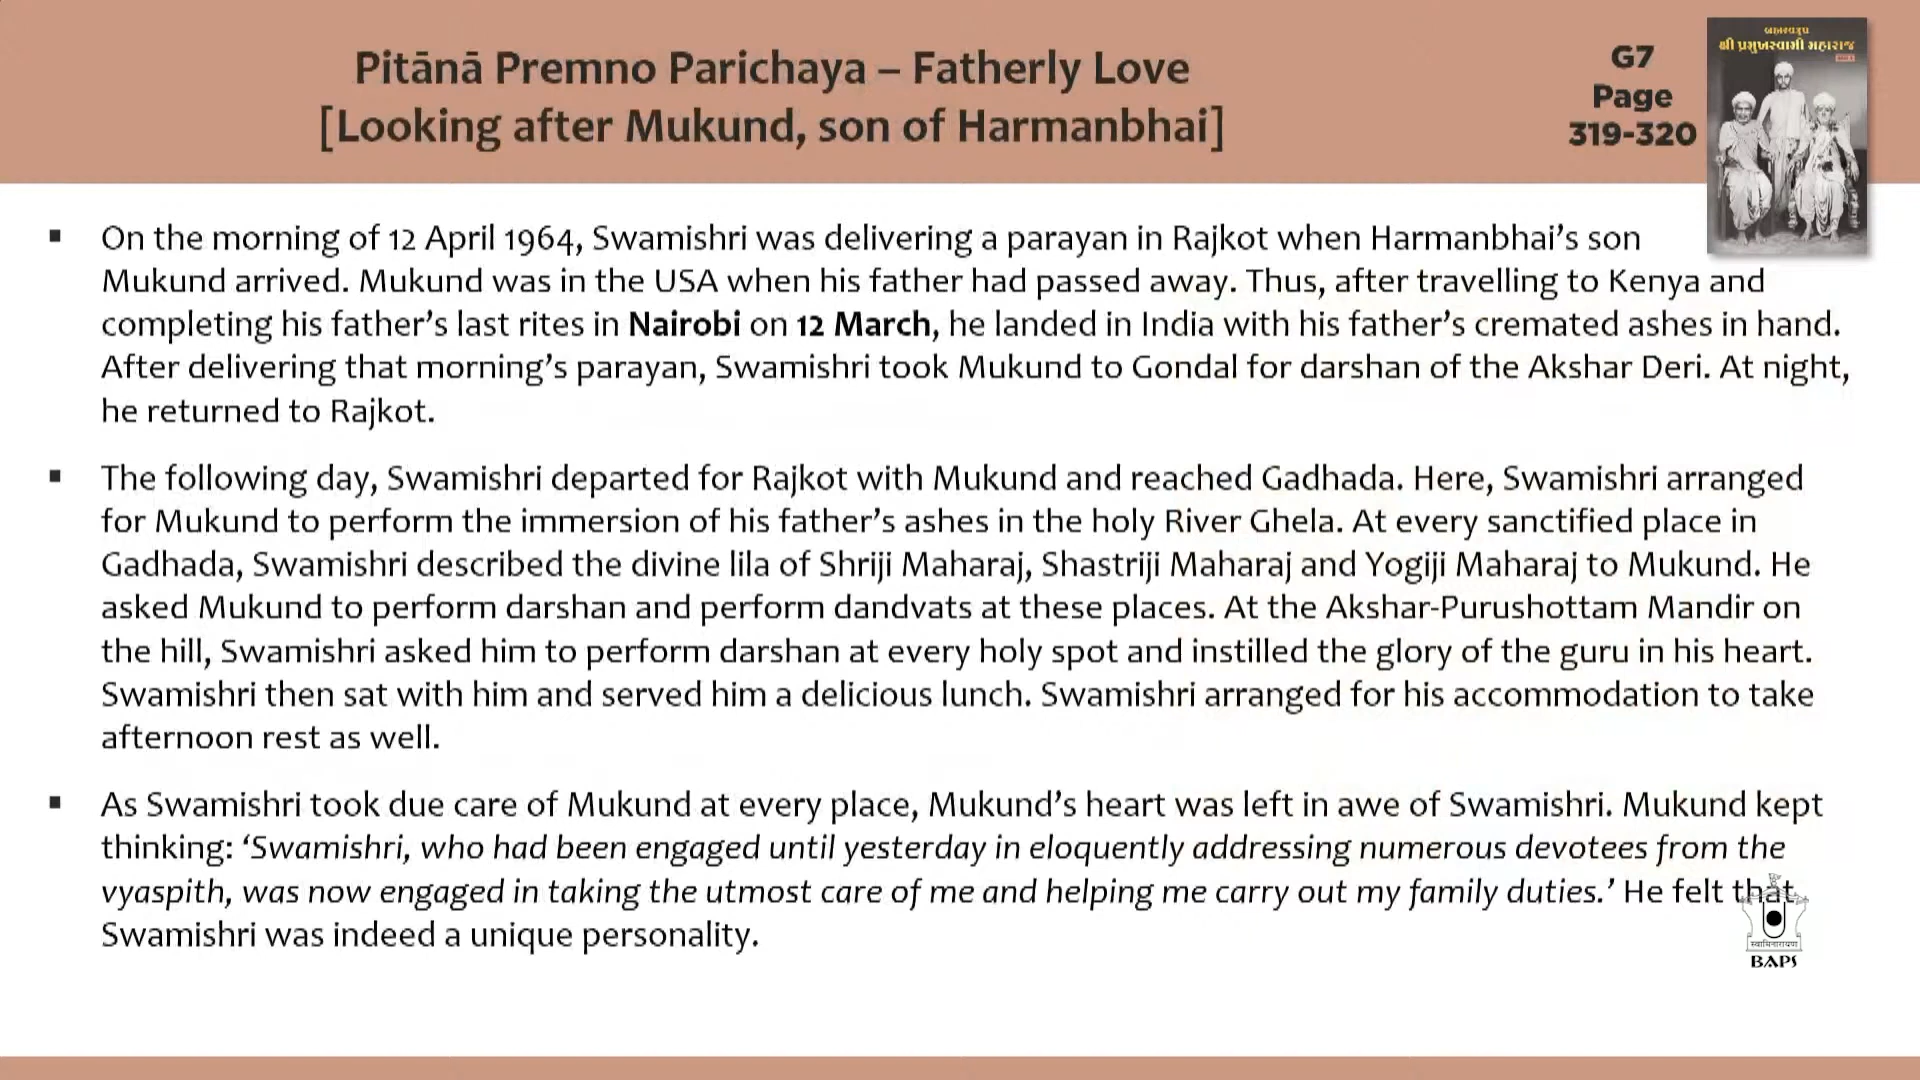 Pitānā Premno Parichaya – Fatherly Love
[Looking after Mukund, son of Harmanbhai]
G7
Page
319-320
બ્રહ્મસ્વરૂપ
શ્રી પ્રમુખસ્વામી મહારાજ
▪ On the morning of 12 April 1964, Swamishri was delivering a parayan in Rajkot when Harmanbhai’s son
Mukund arrived. Mukund was in the USA when his father had passed away. Thus, after travelling to Kenya and
completing his father’s last rites in Nairobi on 12 March, he landed in India with his father’s cremated ashes in hand.
After delivering that morning’s parayan, Swamishri took Mukund to Gondal for darshan of the Akshar Deri. At night,
he returned to Rajkot.
▪ The following day, Swamishri departed for Rajkot with Mukund and reached Gadhada. Here, Swamishri arranged
for Mukund to perform the immersion of his father’s ashes in the holy River Ghela. At every sanctified place in
Gadhada, Swamishri described the divine lila of Shriji Maharaj, Shastriji Maharaj and Yogiji Maharaj to Mukund. He
asked Mukund to perform darshan and perform dandvats at these places. At the Akshar-Purushottam Mandir on
the hill, Swamishri asked him to perform darshan at every holy spot and instilled the glory of the guru in his heart.
Swamishri then sat with him and served him a delicious lunch. Swamishri arranged for his accommodation to take
afternoon rest as well.
▪ As Swamishri took due care of Mukund at every place, Mukund’s heart was left in awe of Swamishri. Mukund kept
thinking: ‘Swamishri, who had been engaged until yesterday in eloquently addressing numerous devotees from the
vyaspith, was now engaged in taking the utmost care of me and helping me carry out my family duties.’ He felt that
Swamishri was indeed a unique personality.
स्वामिनारायण
BAPS